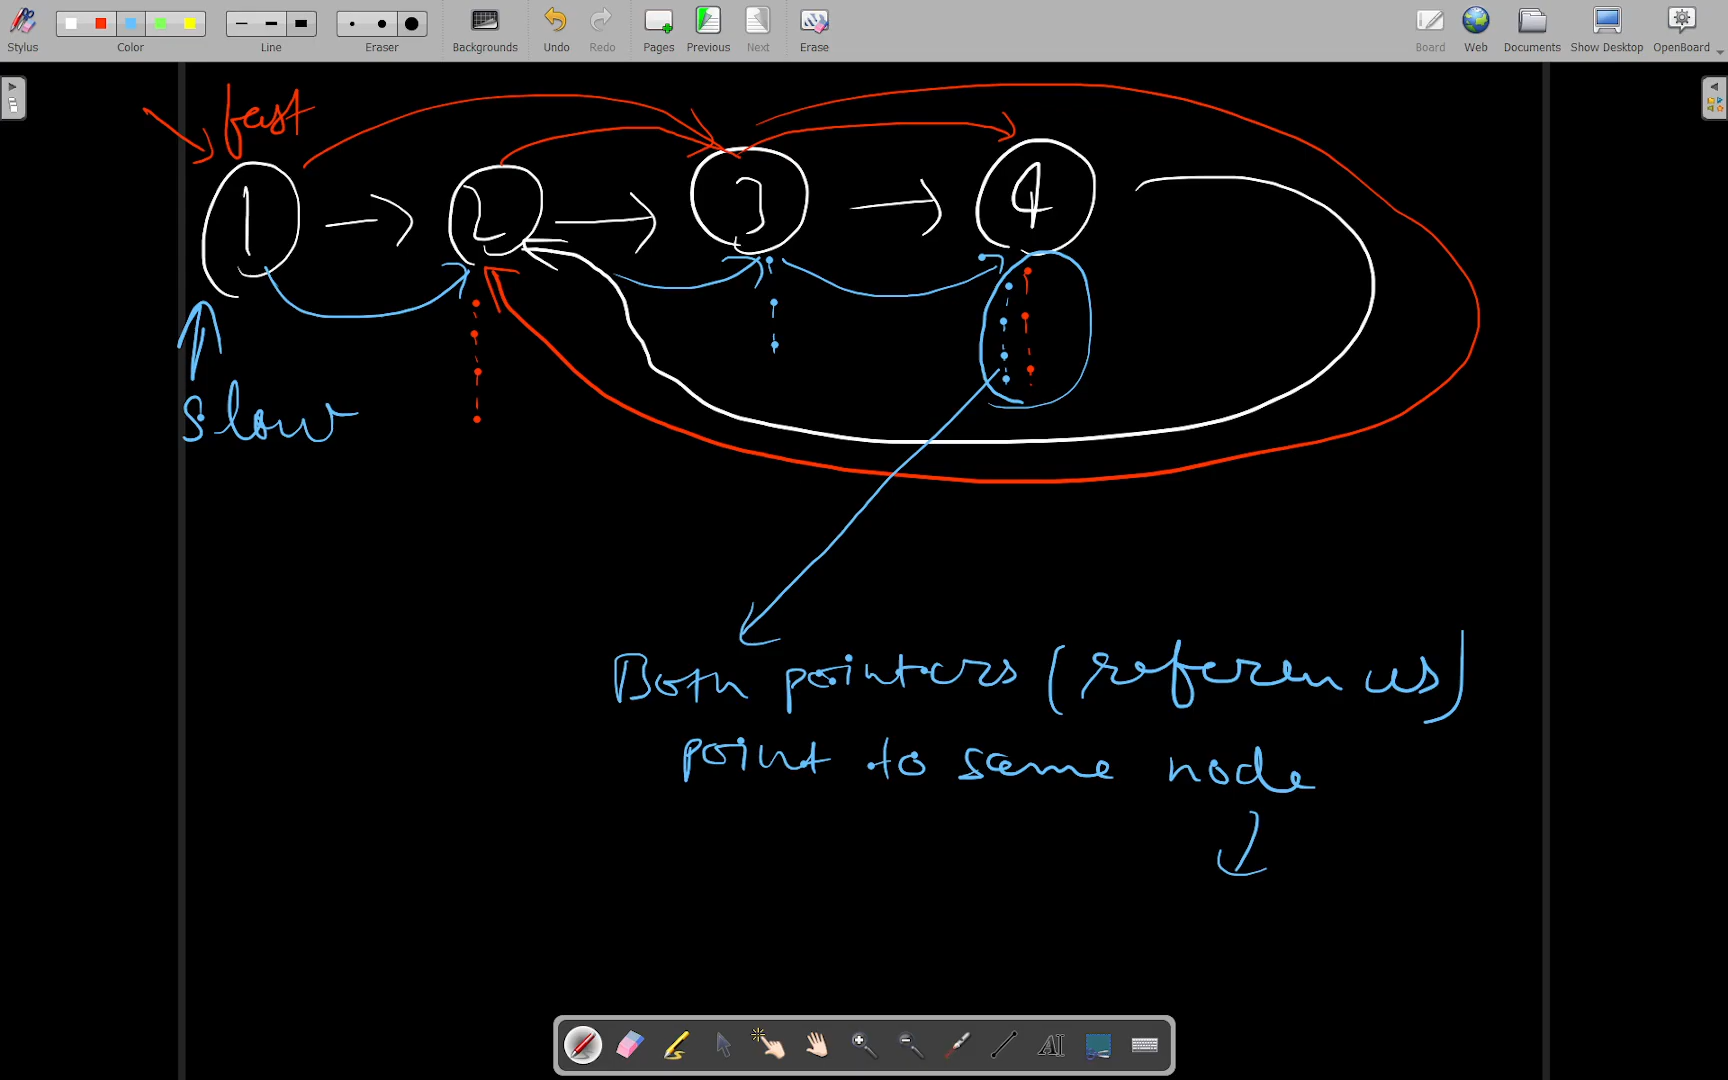 Stylus
Color
Line
Eraser
Backgrounds
Undo
Redo
Pages
Previous
Next
Erase
Board
Web
Documents
Show Desktop
OpenBoard
fast
1
2
3
4
slow
Both pointers (references)
point to same node
AI